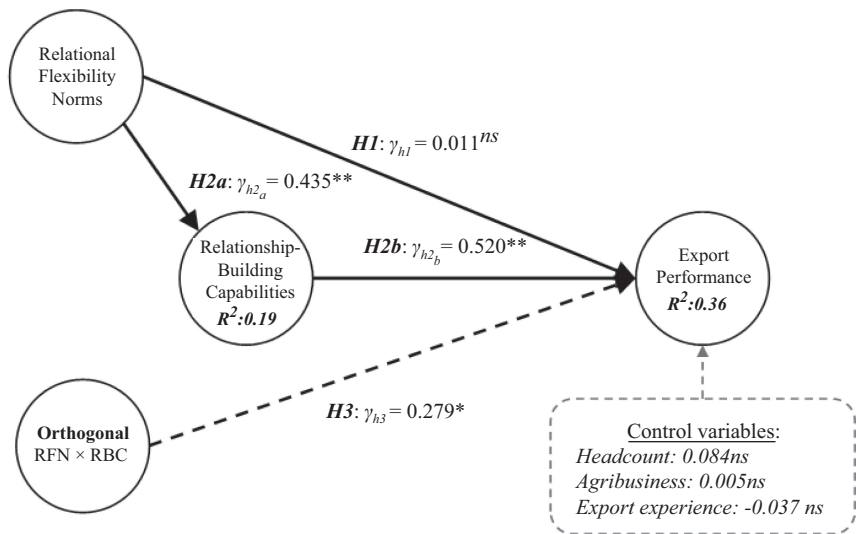 Relational
Flexibility
Norms
H1: γh1 = 0.011ns
H2a: γh2a = 0.435**
Relationship-
Building
Capabilities
R²:0.19
H2b: γh2b = 0.520**
Export
Performance
R²:0.36
H3: γh3 = 0.279*
Orthogonal
RFN × RBC
Control variables:
Headcount: 0.084ns
Agribusiness: 0.005ns
Export experience: -0.037 ns